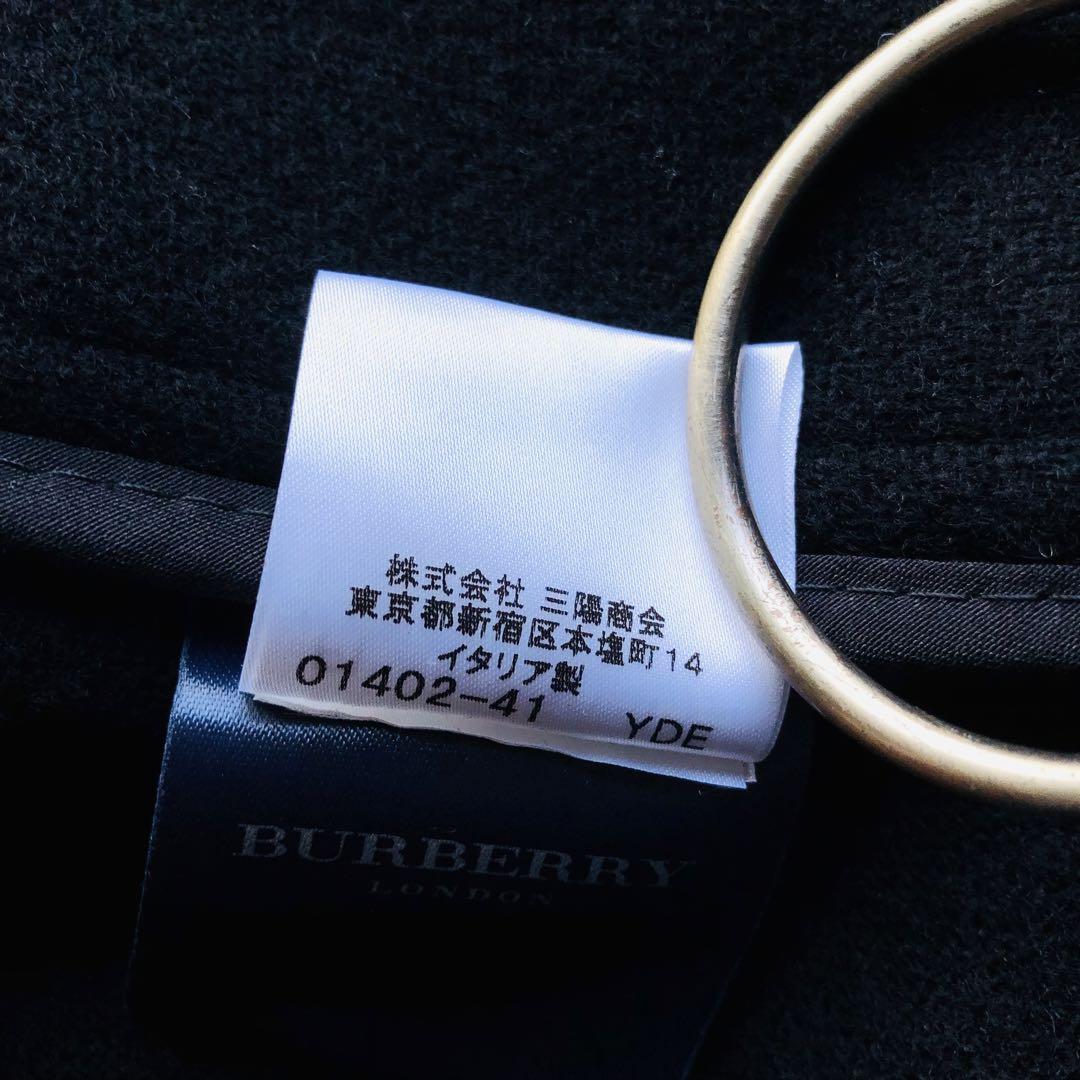 株式会社 三陽商会
東京都新宿区本塩町14
イタリア製
01402-41 YDE
BURBERRY
LONDON